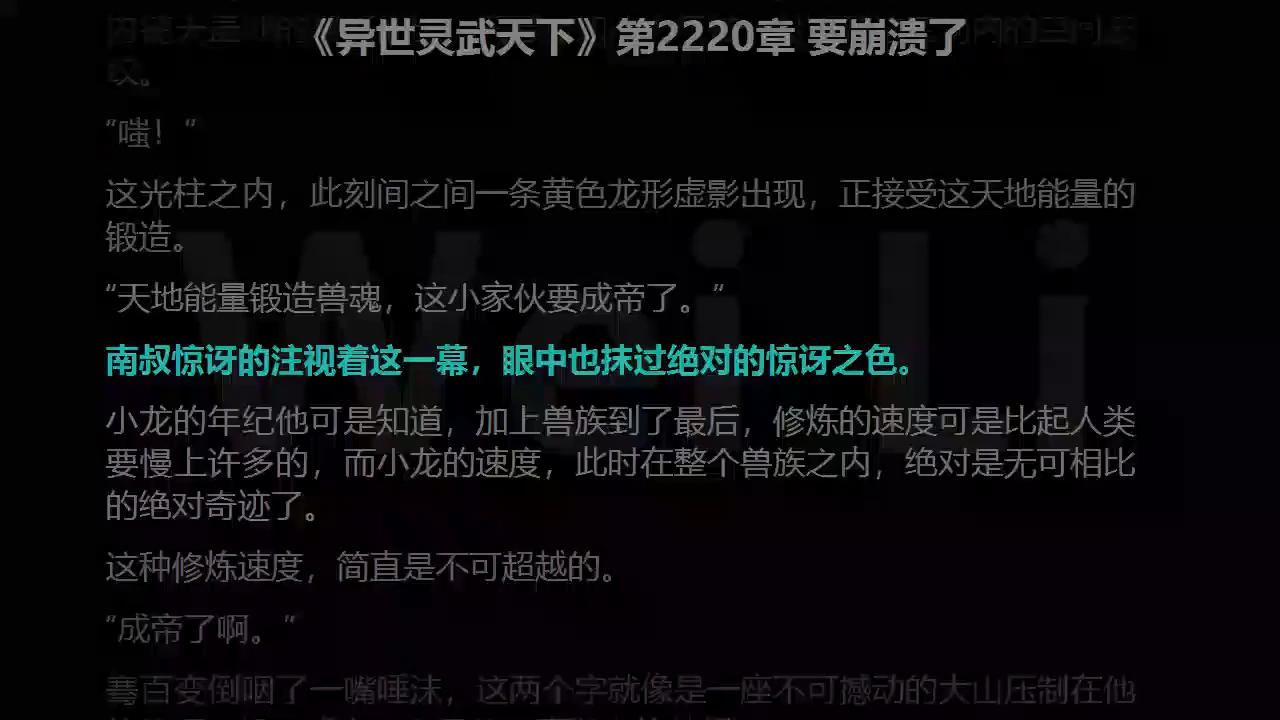 《异世灵武天下》第2220章 要崩溃了
叹。
“嗤！”
这光柱之内，此刻间之间一条黄色龙形虚影出现，正接受这天地能量的
锻造。
“天地能量锻造兽魂，这小家伙要成帝了。”
南叔惊讶的注视着这一幕，眼中也抹过绝对的惊讶之色。
小龙的年纪他可是知道，加上兽族到了最后，修炼的速度可是比起人类
要慢上许多的，而小龙的速度，此时在整个兽族之内，绝对是无可相比
的绝对奇迹了。
这种修炼速度，简直是不可超越的。
“成帝了啊。”
蓦百变倒咽了一嘴唾沫，这两个字就像是一座不可撼动的大山压制在他
Wei Li